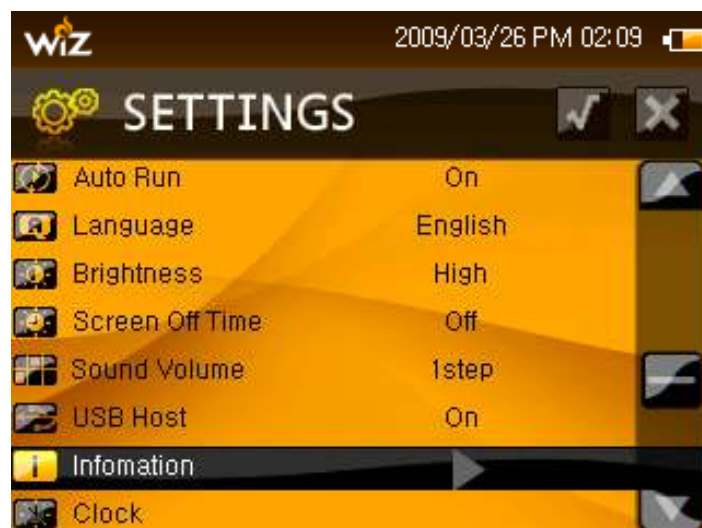 WiZ 2009/03/26 PM 02:09
SETTINGS
Auto Run On
Language English
Brightness High
Screen Off Time Off
Sound Volume 1step
USB Host On
Infomation
Clock